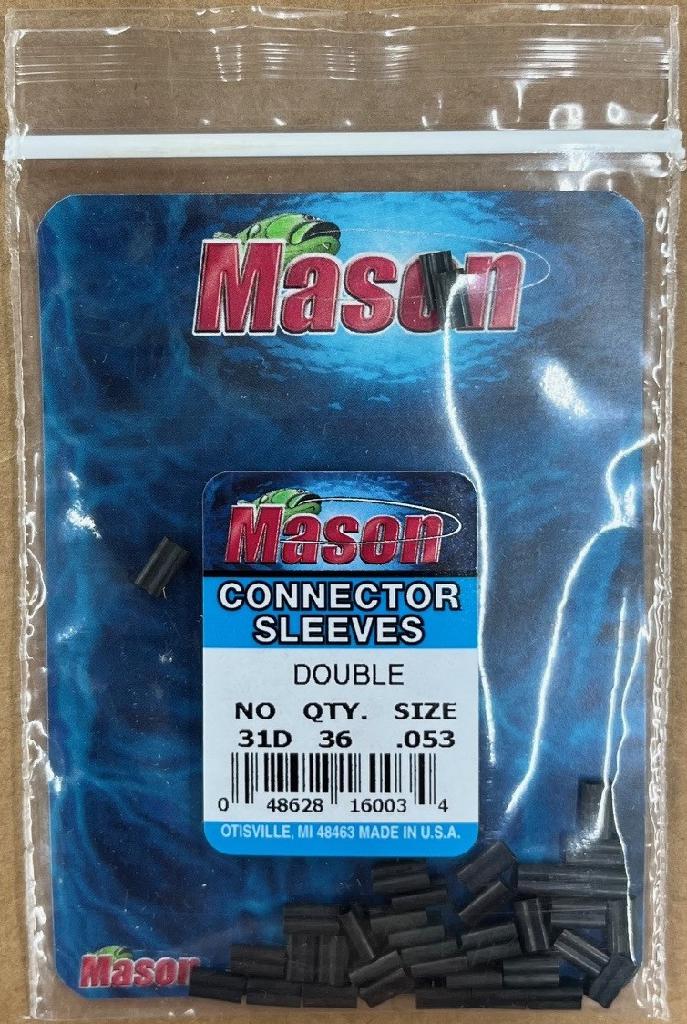 Mason
Mason
CONNECTOR
SLEEVES
DOUBLE
NO QTY. SIZE
31D 36 .053
0 48628 16003 4
OTISVILLE, MI 48463 MADE IN U.S.A.
Mason